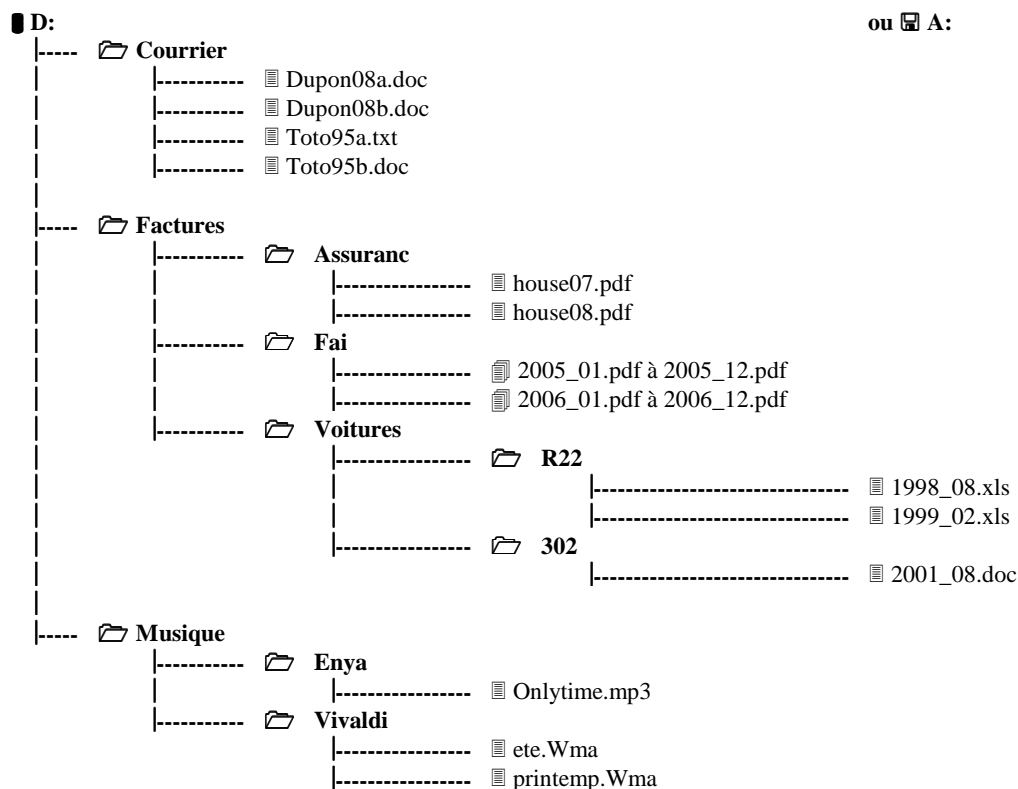 D: ou A:
|----- Courrier
|----------- Dupon08a.doc
|----------- Dupon08b.doc
|----------- Toto95a.txt
|----------- Toto95b.doc
|----- Factures
|----------- Assuranc
|---------------- house07.pdf
|---------------- house08.pdf
|----------- Fai
|---------------- 2005_01.pdf à 2005_12.pdf
|---------------- 2006_01.pdf à 2006_12.pdf
|----------- Voitures
|---------------- R22
|------------------------------ 1998_08.xls
|------------------------------ 1999_02.xls
|---------------- 302
|------------------------------ 2001_08.doc
|----- Musique
|----------- Enya
|---------------- Onlytime.mp3
|----------- Vivaldi
|---------------- ete.Wma
|---------------- printemp.Wma